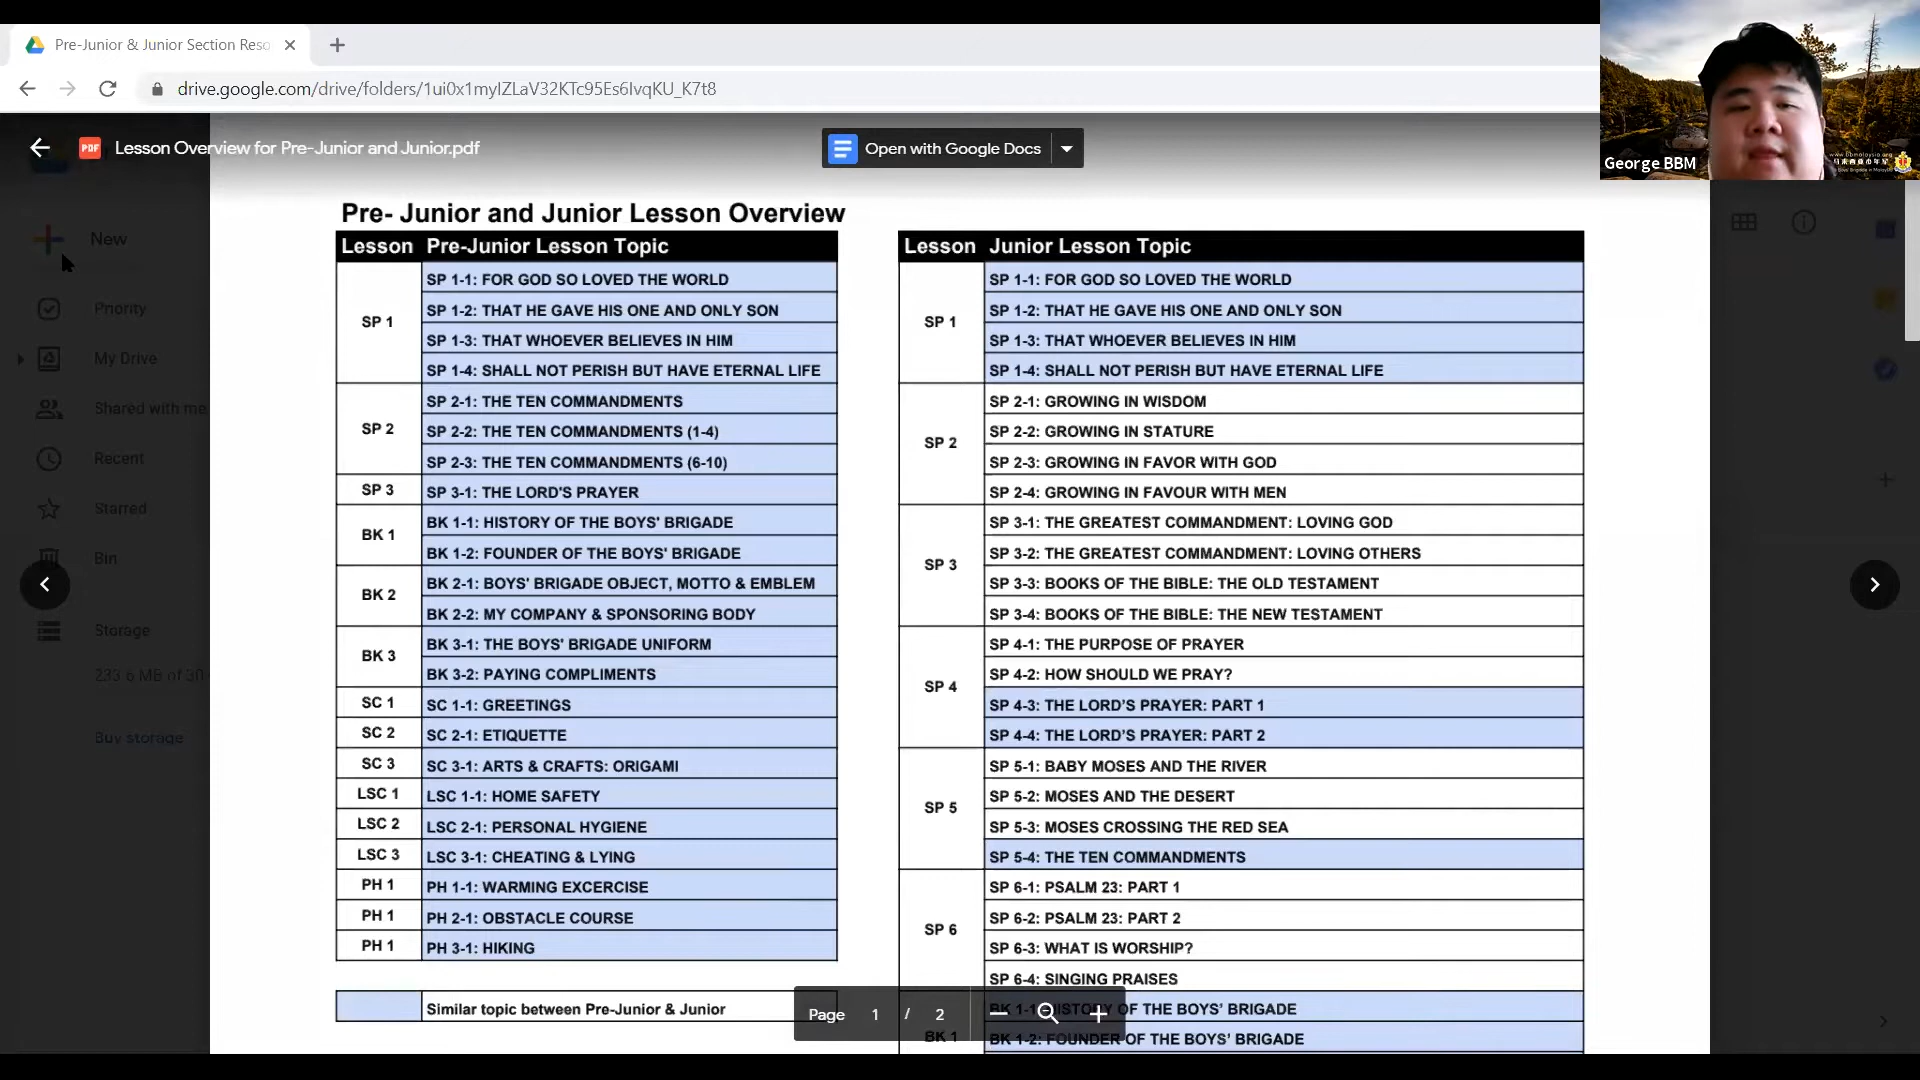 Pre-Junior & Junior Section Reso
drive.google.com/drive/folders/1ui0x1myIZLaV32KTc95Es6IvqKU_K7t8
George BBM
www.bbmalaysia.org
PDF Lesson Overview for Pre-Junior and Junior.pdf
Open with Google Docs
New
Priority
My Drive
Shared with me
Recent
Starred
Bin
Storage
233.6 MB of 30
Buy storage
Pre- Junior and Junior Lesson Overview
Lesson Pre-Junior Lesson Topic
SP 1
SP 1-1: FOR GOD SO LOVED THE WORLD
SP 1-2: THAT HE GAVE HIS ONE AND ONLY SON
SP 1-3: THAT WHOEVER BELIEVES IN HIM
SP 1-4: SHALL NOT PERISH BUT HAVE ETERNAL LIFE
SP 2
SP 2-1: THE TEN COMMANDMENTS
SP 2-2: THE TEN COMMANDMENTS (1-4)
SP 2-3: THE TEN COMMANDMENTS (6-10)
SP 3
SP 3-1: THE LORD'S PRAYER
BK 1
BK 1-1: HISTORY OF THE BOYS' BRIGADE
BK 1-2: FOUNDER OF THE BOYS' BRIGADE
BK 2
BK 2-1: BOYS' BRIGADE OBJECT, MOTTO & EMBLEM
BK 2-2: MY COMPANY & SPONSORING BODY
BK 3
BK 3-1: THE BOYS' BRIGADE UNIFORM
BK 3-2: PAYING COMPLIMENTS
SC 1
SC 1-1: GREETINGS
SC 2
SC 2-1: ETIQUETTE
SC 3
SC 3-1: ARTS & CRAFTS: ORIGAMI
LSC 1
LSC 1-1: HOME SAFETY
LSC 2
LSC 2-1: PERSONAL HYGIENE
LSC 3
LSC 3-1: CHEATING & LYING
PH 1
PH 1-1: WARMING EXCERCISE
PH 1
PH 2-1: OBSTACLE COURSE
PH 1
PH 3-1: HIKING
Similar topic between Pre-Junior & Junior
Lesson Junior Lesson Topic
SP 1
SP 1-1: FOR GOD SO LOVED THE WORLD
SP 1-2: THAT HE GAVE HIS ONE AND ONLY SON
SP 1-3: THAT WHOEVER BELIEVES IN HIM
SP 1-4: SHALL NOT PERISH BUT HAVE ETERNAL LIFE
SP 2
SP 2-1: GROWING IN WISDOM
SP 2-2: GROWING IN STATURE
SP 2-3: GROWING IN FAVOR WITH GOD
SP 2-4: GROWING IN FAVOUR WITH MEN
SP 3
SP 3-1: THE GREATEST COMMANDMENT: LOVING GOD
SP 3-2: THE GREATEST COMMANDMENT: LOVING OTHERS
SP 3-3: BOOKS OF THE BIBLE: THE OLD TESTAMENT
SP 3-4: BOOKS OF THE BIBLE: THE NEW TESTAMENT
SP 4
SP 4-1: THE PURPOSE OF PRAYER
SP 4-2: HOW SHOULD WE PRAY?
SP 4-3: THE LORD’S PRAYER: PART 1
SP 4-4: THE LORD’S PRAYER: PART 2
SP 5
SP 5-1: BABY MOSES AND THE RIVER
SP 5-2: MOSES AND THE DESERT
SP 5-3: MOSES CROSSING THE RED SEA
SP 5-4: THE TEN COMMANDMENTS
SP 6
SP 6-1: PSALM 23: PART 1
SP 6-2: PSALM 23: PART 2
SP 6-3: WHAT IS WORSHIP?
SP 6-4: SINGING PRAISES
BK 1
BK 1-1: HISTORY OF THE BOYS’ BRIGADE
BK 1-2: FOUNDER OF THE BOYS’ BRIGADE
Page 1 / 2